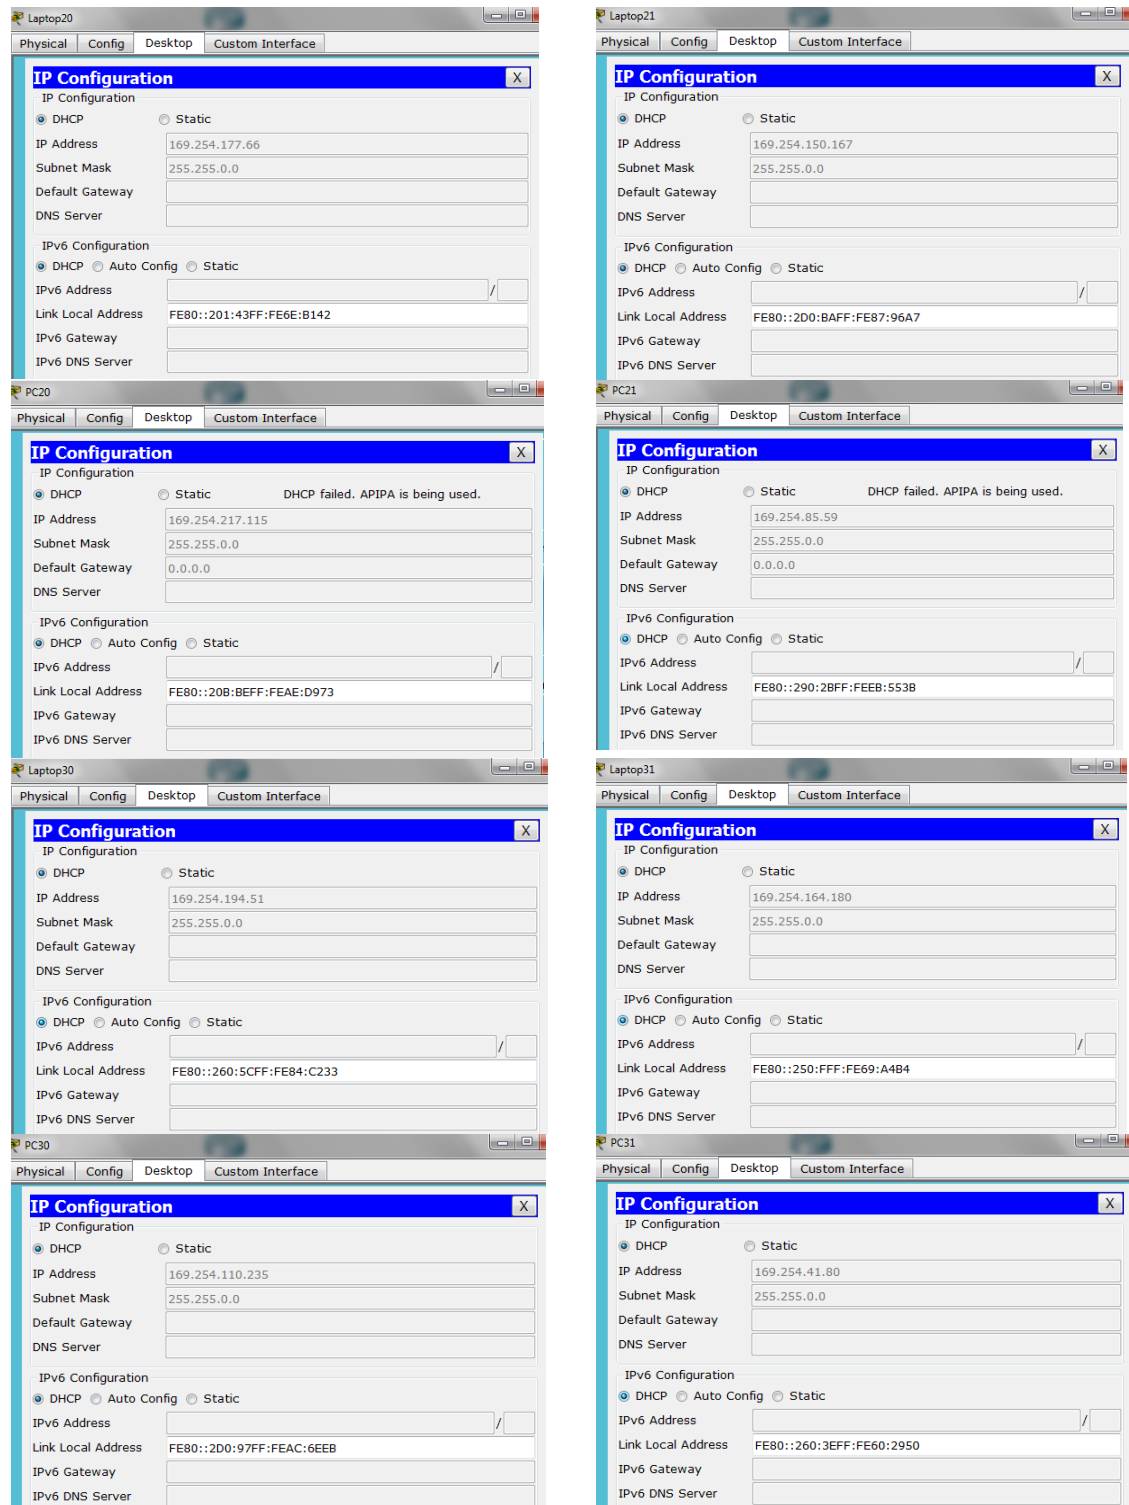 Laptop20
Physical Config Desktop Custom Interface
IP Configuration X
IP Configuration
DHCP Static
IP Address 169.254.177.66
Subnet Mask 255.255.0.0
Default Gateway
DNS Server
IPv6 Configuration
DHCP Auto Config Static
IPv6 Address /
Link Local Address FE80::201:43FF:FE6E:B142
IPv6 Gateway
IPv6 DNS Server
Laptop21
Physical Config Desktop Custom Interface
IP Configuration X
IP Configuration
DHCP Static
IP Address 169.254.150.167
Subnet Mask 255.255.0.0
Default Gateway
DNS Server
IPv6 Configuration
DHCP Auto Config Static
IPv6 Address /
Link Local Address FE80::2D0:BAFF:FE87:96A7
IPv6 Gateway
IPv6 DNS Server
PC20
Physical Config Desktop Custom Interface
IP Configuration X
IP Configuration
DHCP Static DHCP failed. APIPA is being used.
IP Address 169.254.217.115
Subnet Mask 255.255.0.0
Default Gateway 0.0.0.0
DNS Server
IPv6 Configuration
DHCP Auto Config Static
IPv6 Address /
Link Local Address FE80::20B:BEFF:FEAE:D973
IPv6 Gateway
IPv6 DNS Server
PC21
Physical Config Desktop Custom Interface
IP Configuration X
IP Configuration
DHCP Static DHCP failed. APIPA is being used.
IP Address 169.254.85.59
Subnet Mask 255.255.0.0
Default Gateway 0.0.0.0
DNS Server
IPv6 Configuration
DHCP Auto Config Static
IPv6 Address /
Link Local Address FE80::290:2BFF:FEEB:553B
IPv6 Gateway
IPv6 DNS Server
Laptop30
Physical Config Desktop Custom Interface
IP Configuration X
IP Configuration
DHCP Static
IP Address 169.254.194.51
Subnet Mask 255.255.0.0
Default Gateway
DNS Server
IPv6 Configuration
DHCP Auto Config Static
IPv6 Address /
Link Local Address FE80::260:5CFF:FE84:C233
IPv6 Gateway
IPv6 DNS Server
Laptop31
Physical Config Desktop Custom Interface
IP Configuration X
IP Configuration
DHCP Static
IP Address 169.254.164.180
Subnet Mask 255.255.0.0
Default Gateway
DNS Server
IPv6 Configuration
DHCP Auto Config Static
IPv6 Address /
Link Local Address FE80::250:FFF:FE69:A4B4
IPv6 Gateway
IPv6 DNS Server
PC30
Physical Config Desktop Custom Interface
IP Configuration X
IP Configuration
DHCP Static
IP Address 169.254.110.235
Subnet Mask 255.255.0.0
Default Gateway
DNS Server
IPv6 Configuration
DHCP Auto Config Static
IPv6 Address /
Link Local Address FE80::2D0:97FF:FEAC:6EEB
IPv6 Gateway
IPv6 DNS Server
PC31
Physical Config Desktop Custom Interface
IP Configuration X
IP Configuration
DHCP Static
IP Address 169.254.41.80
Subnet Mask 255.255.0.0
Default Gateway
DNS Server
IPv6 Configuration
DHCP Auto Config Static
IPv6 Address /
Link Local Address FE80::260:3EFF:FE60:2950
IPv6 Gateway
IPv6 DNS Server